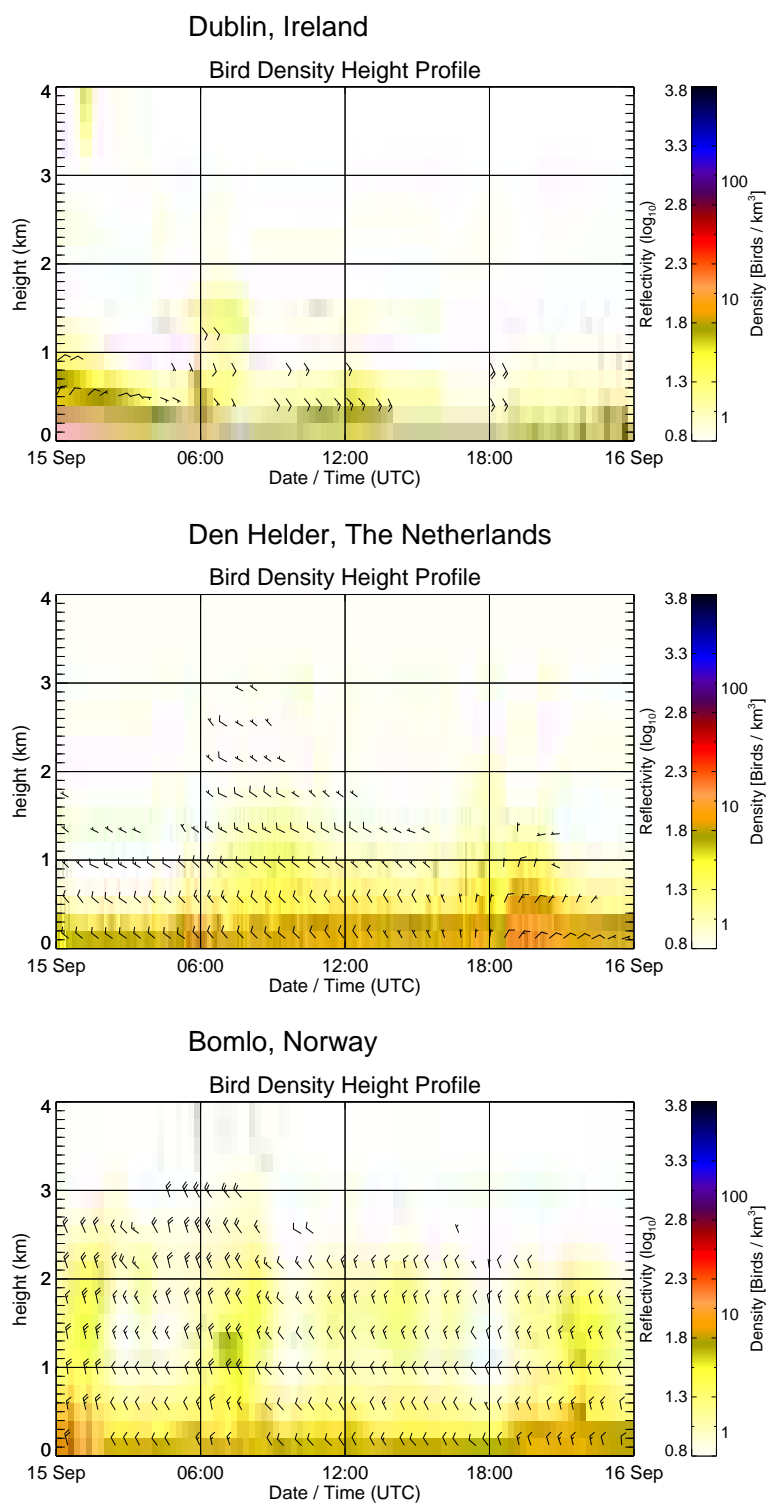 Dublin, Ireland
Bird Density Height Profile
4
3
2
1
0
height (km)
15 Sep 06:00 12:00 18:00 16 Sep
Date / Time (UTC)
3.8
3.3
2.8
2.3
1.8
1.3
0.8
Reflectivity (log₁₀)
100
10
1
Density [Birds / km³]
Den Helder, The Netherlands
Bird Density Height Profile
4
3
2
1
0
height (km)
15 Sep 06:00 12:00 18:00 16 Sep
Date / Time (UTC)
3.8
3.3
2.8
2.3
1.8
1.3
0.8
Reflectivity (log₁₀)
100
10
1
Density [Birds / km³]
Bomlo, Norway
Bird Density Height Profile
4
3
2
1
0
height (km)
15 Sep 06:00 12:00 18:00 16 Sep
Date / Time (UTC)
3.8
3.3
2.8
2.3
1.8
1.3
0.8
Reflectivity (log₁₀)
100
10
1
Density [Birds / km³]